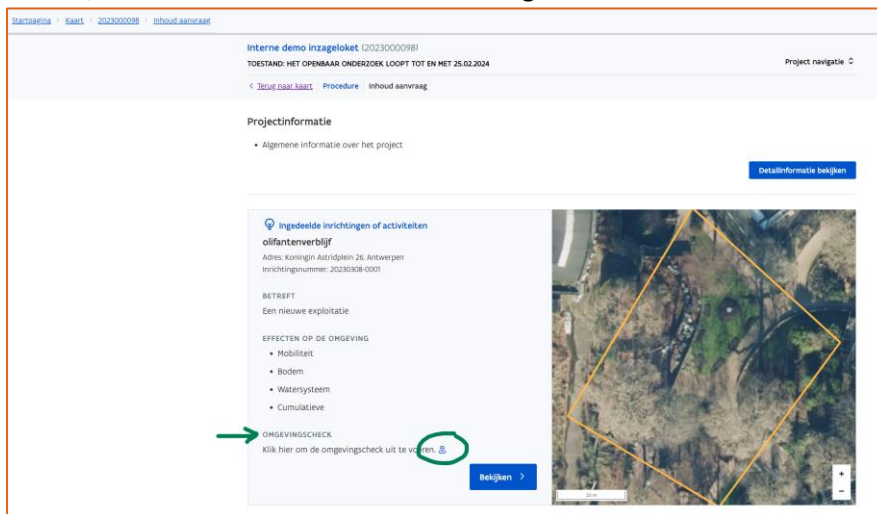 Startpagina > Kaart > 2023000098 > Inhoud aanvraag
Interne demo inzageloket (2023000098)
TOESTAND: HET OPENBAAR ONDERZOEK LOOPT TOT EN MET 25.02.2024
Project navigatie
< Terug naar kaart | Procedure | Inhoud aanvraag
Projectinformatie
• Algemene informatie over het project
Detailinformatie bekijken
Ingedeelde inrichtingen of activiteiten
olifantenverblijf
Adres: Koningin Astridplein 26, Antwerpen
Inrichtingsnummer: 20230308-0001
BETREFT
Een nieuwe exploitatie
EFFECTEN OP DE OMGEVING
• Mobiliteit
• Bodem
• Watersysteem
• Cumulatieve
OMGEVINGSCHECK
Klik hier om de omgevingscheck uit te voeren.
Bekijken >
20 m
+
−